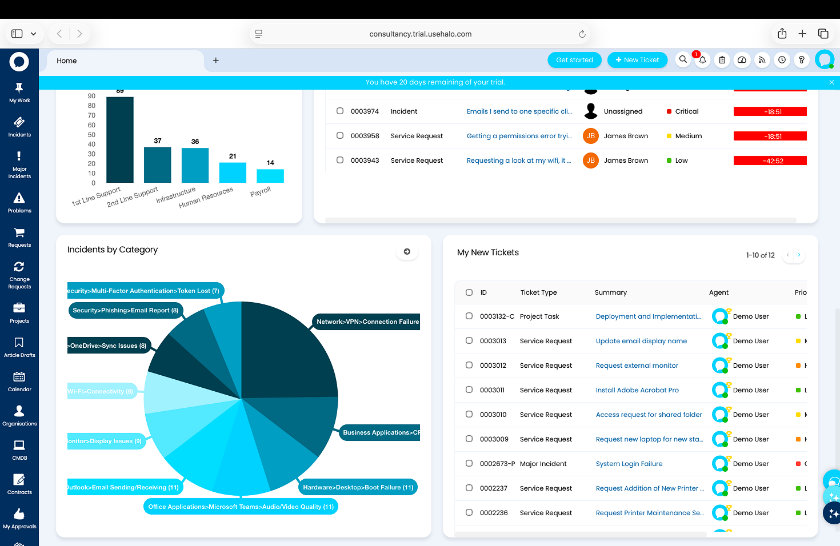 consultancy.trial.usehalo.com
Home
Get started
+ New Ticket
1
You have 20 days remaining of your trial.
My Work
Incidents
Major
Incidents
Problems
Requests
Change
Requests
Projects
Article Drafts
Calendar
Organisations
CMDB
Contracts
My Approvals
89
90
80
70
60
50
40
30
20
10
0
37
36
21
14
1st Line Support
2nd Line Support
Infrastructure
Human Resources
Payroll
0003974 Incident Emails I send to one specific cli... Unassigned Critical -18:51
0003958 Service Request Getting a permissions error tryi... JB James Brown Medium -18:51
0003943 Service Request Requesting a look at my wifi, it ... JB James Brown Low -42:52
Incidents by Category
ecurity>Multi-Factor Authentication>Token Lost (7)
Security>Phishing>Email Report (8)
>OneDrive>Sync Issues (8)
Wi-Fi>Connectivity (8)
onitors>Display Issues (9)
utlook>Email Sending/Receiving (11)
Office Applications>Microsoft Teams>Audio/Video Quality (11)
Hardware>Desktop>Boot Failure (11)
Business Applications>CR
Network>VPN>Connection Failure
My New Tickets
1-10 of 12
ID Ticket Type Summary Agent Prio
0003132-C Project Task Deployment and Implementati... Demo User L
0003013 Service Request Update email display name Demo User
0003012 Service Request Request external monitor Demo User
0003011 Service Request Install Adobe Acrobat Pro Demo User L
0003010 Service Request Access request for shared folder Demo User
0003009 Service Request Request new laptop for new sta... Demo User
0002673-P Major Incident System Login Failure Demo User C
0002237 Service Request Request Addition of New Printer ... Demo User L
0002236 Service Request Request Printer Maintenance Se... Demo User L